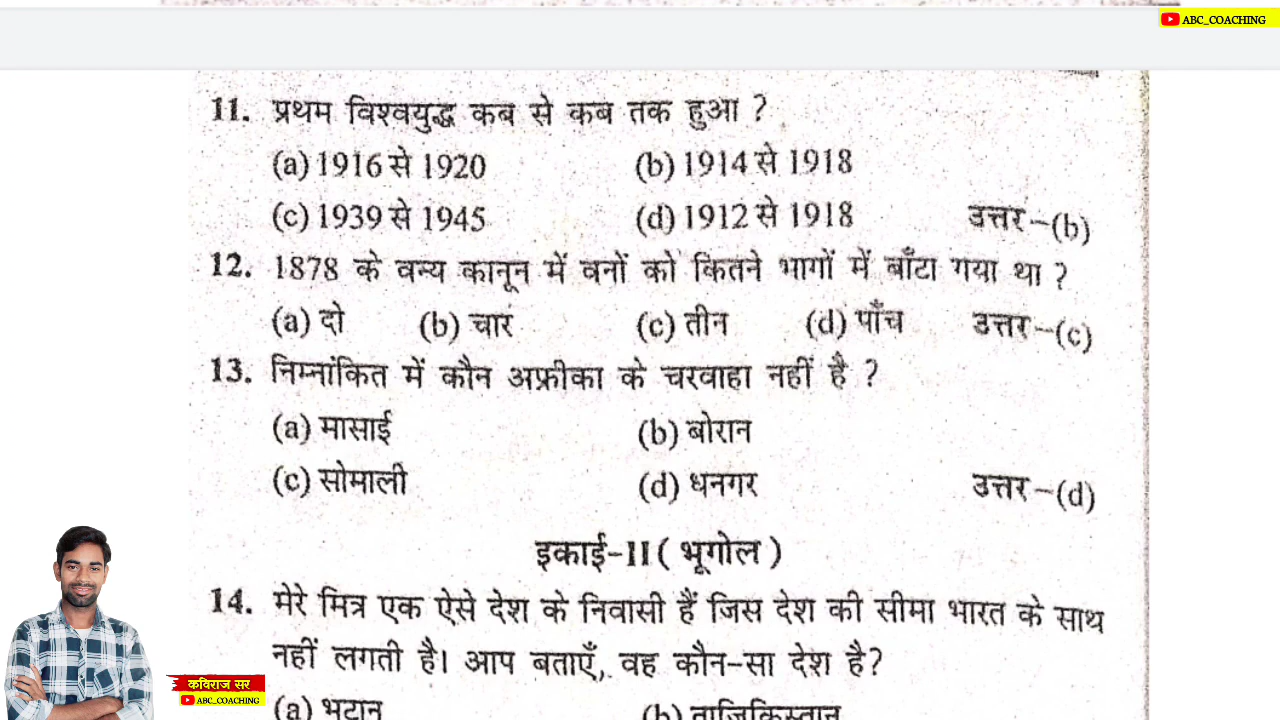 ABC_COACHING
11. प्रथम विश्वयुद्ध कब से कब तक हुआ ?
(a) 1916 से 1920 (b) 1914 से 1918
(c) 1939 से 1945 (d) 1912 से 1918 उत्तर–(b)
12. 1878 के वन्य कानून में वनों को कितने भागों में बाँटा गया था ?
(a) दो (b) चार (c) तीन (d) पाँच उत्तर–(c)
13. निम्नांकित में कौन अफ्रीका के चरवाहा नहीं है ?
(a) मासाई (b) बोरान
(c) सोमाली (d) धनगर उत्तर–(d)
इकाई-II ( भूगोल )
14. मेरे मित्र एक ऐसे देश के निवासी हैं जिस देश की सीमा भारत के साथ
नहीं लगती है। आप बताएँ, वह कौन-सा देश है?
(a) भूटान (b) ताजिकिस्तान
कविराज सर
ABC_COACHING